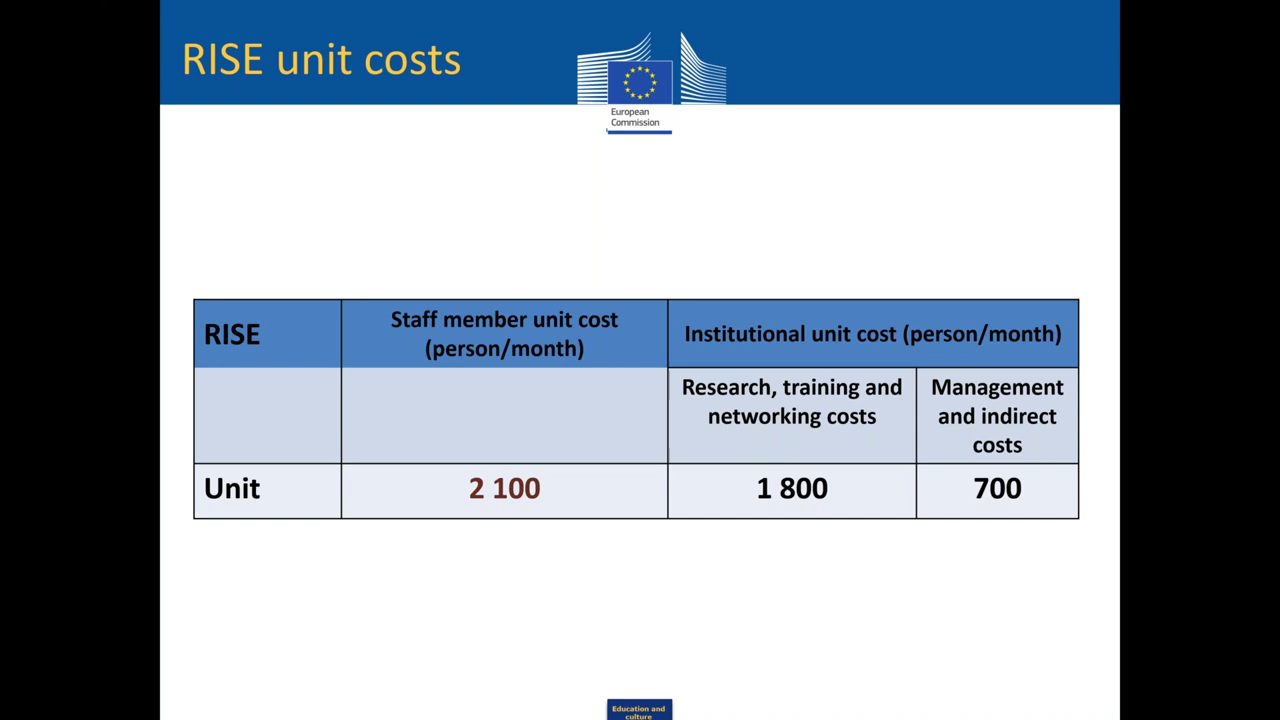 RISE unit costs
European
Commission
RISE
Staff member unit cost
(person/month)
Institutional unit cost (person/month)
Research, training and
networking costs
Management
and indirect
costs
Unit
2 100
1 800
700
Education and
culture